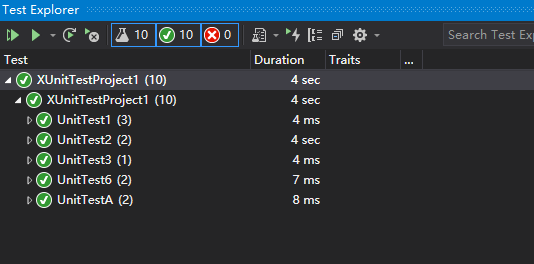 Test Explorer
10 10 0 Search Test Exp
Test Duration Traits ...
XUnitTestProject1 (10) 4 sec
XUnitTestProject1 (10) 4 sec
UnitTest1 (3) 4 ms
UnitTest2 (2) 4 sec
UnitTest3 (1) 4 ms
UnitTest6 (2) 7 ms
UnitTestA (2) 8 ms